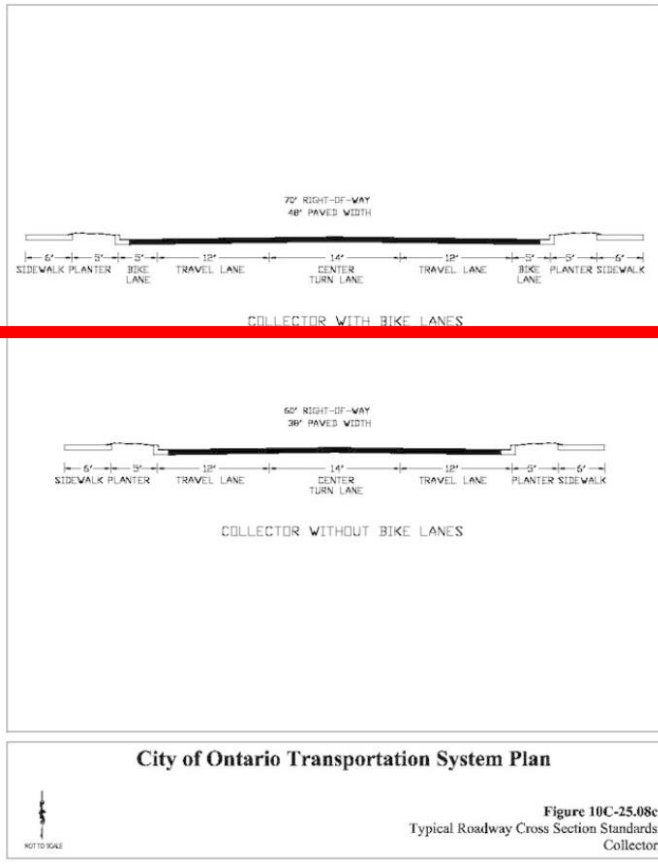 70' RIGHT-OF-WAY
48' PAVED WIDTH
6' 5' 5' 12' 14' 12' 5' 5' 6'
SIDEWALK PLANTER BIKE TRAVEL LANE CENTER TRAVEL LANE BIKE PLANTER SIDEWALK
LANE TURN LANE LANE
COLLECTOR WITH BIKE LANES
60' RIGHT-OF-WAY
38' PAVED WIDTH
6' 5' 12' 14' 12' 5' 6'
SIDEWALK PLANTER TRAVEL LANE CENTER TRAVEL LANE PLANTER SIDEWALK
TURN LANE
COLLECTOR WITHOUT BIKE LANES
City of Ontario Transportation System Plan
Figure 10C-25.08c
Typical Roadway Cross Section Standards
Collector
NOT TO SCALE